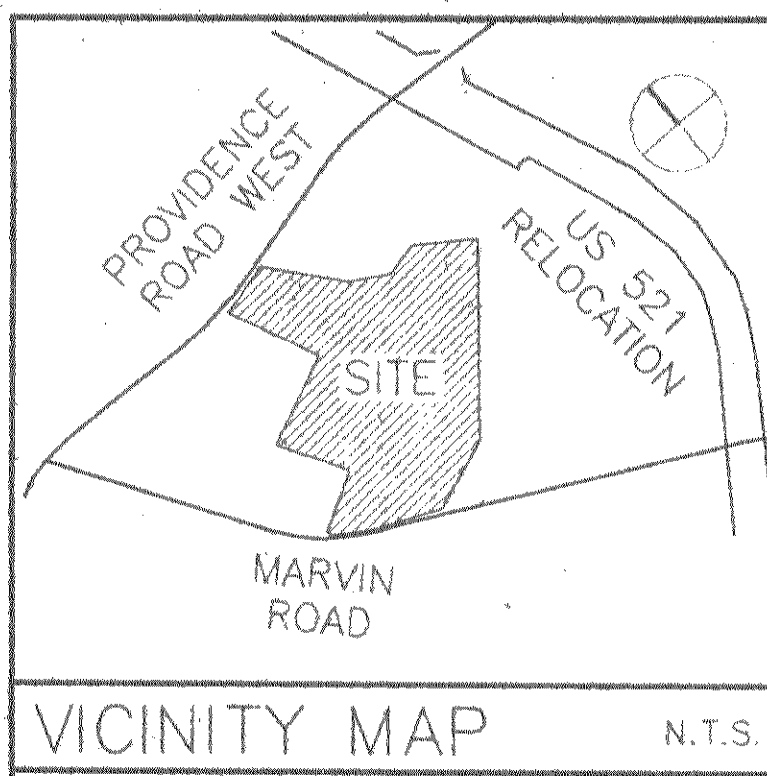 PROVIDENCE
ROAD WEST
US 521
RELOCATION
SITE
MARVIN
ROAD
VICINITY MAP
N.T.S.